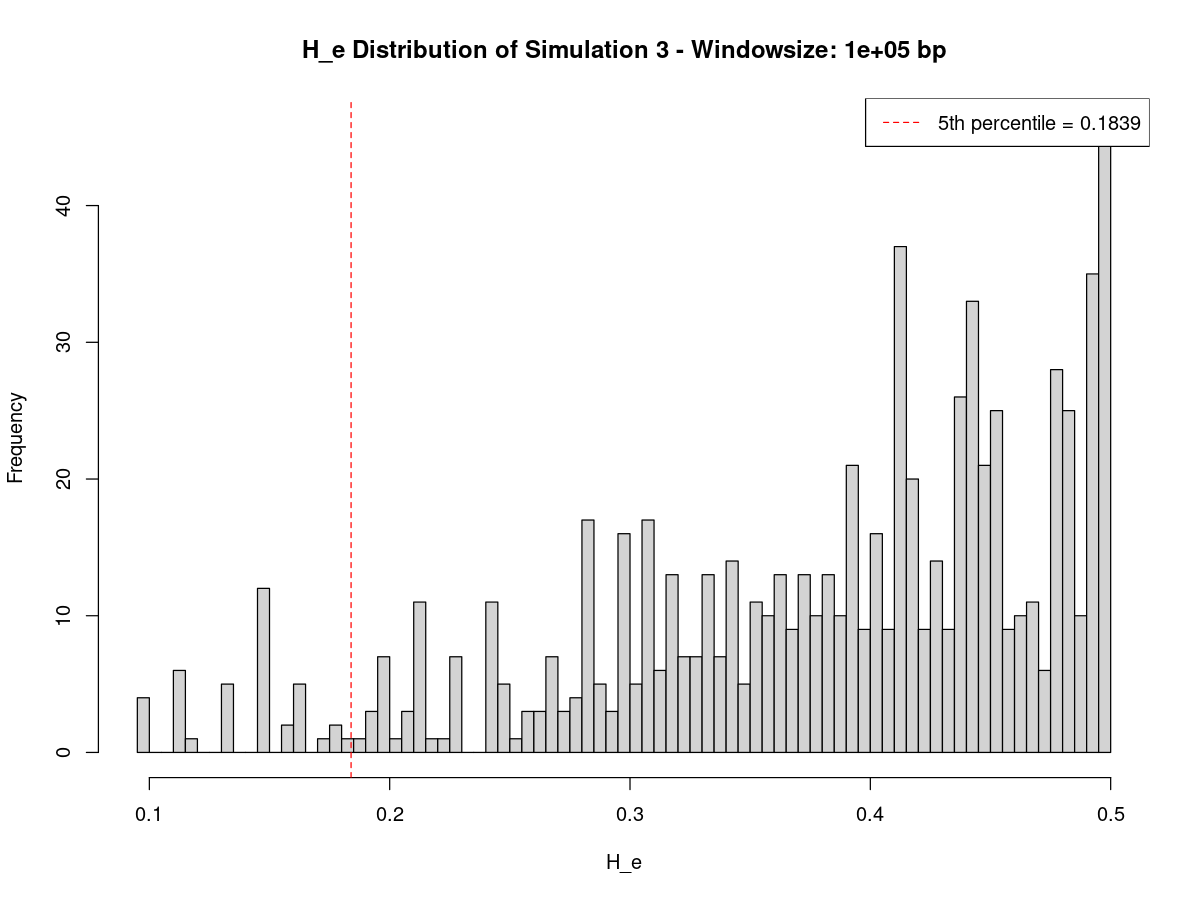 H_e Distribution of Simulation 3 - Windowsize: 1e+05 bp
5th percentile = 0.1839
Frequency
40
30
20
10
0
0.1 0.2 0.3 0.4 0.5
H_e